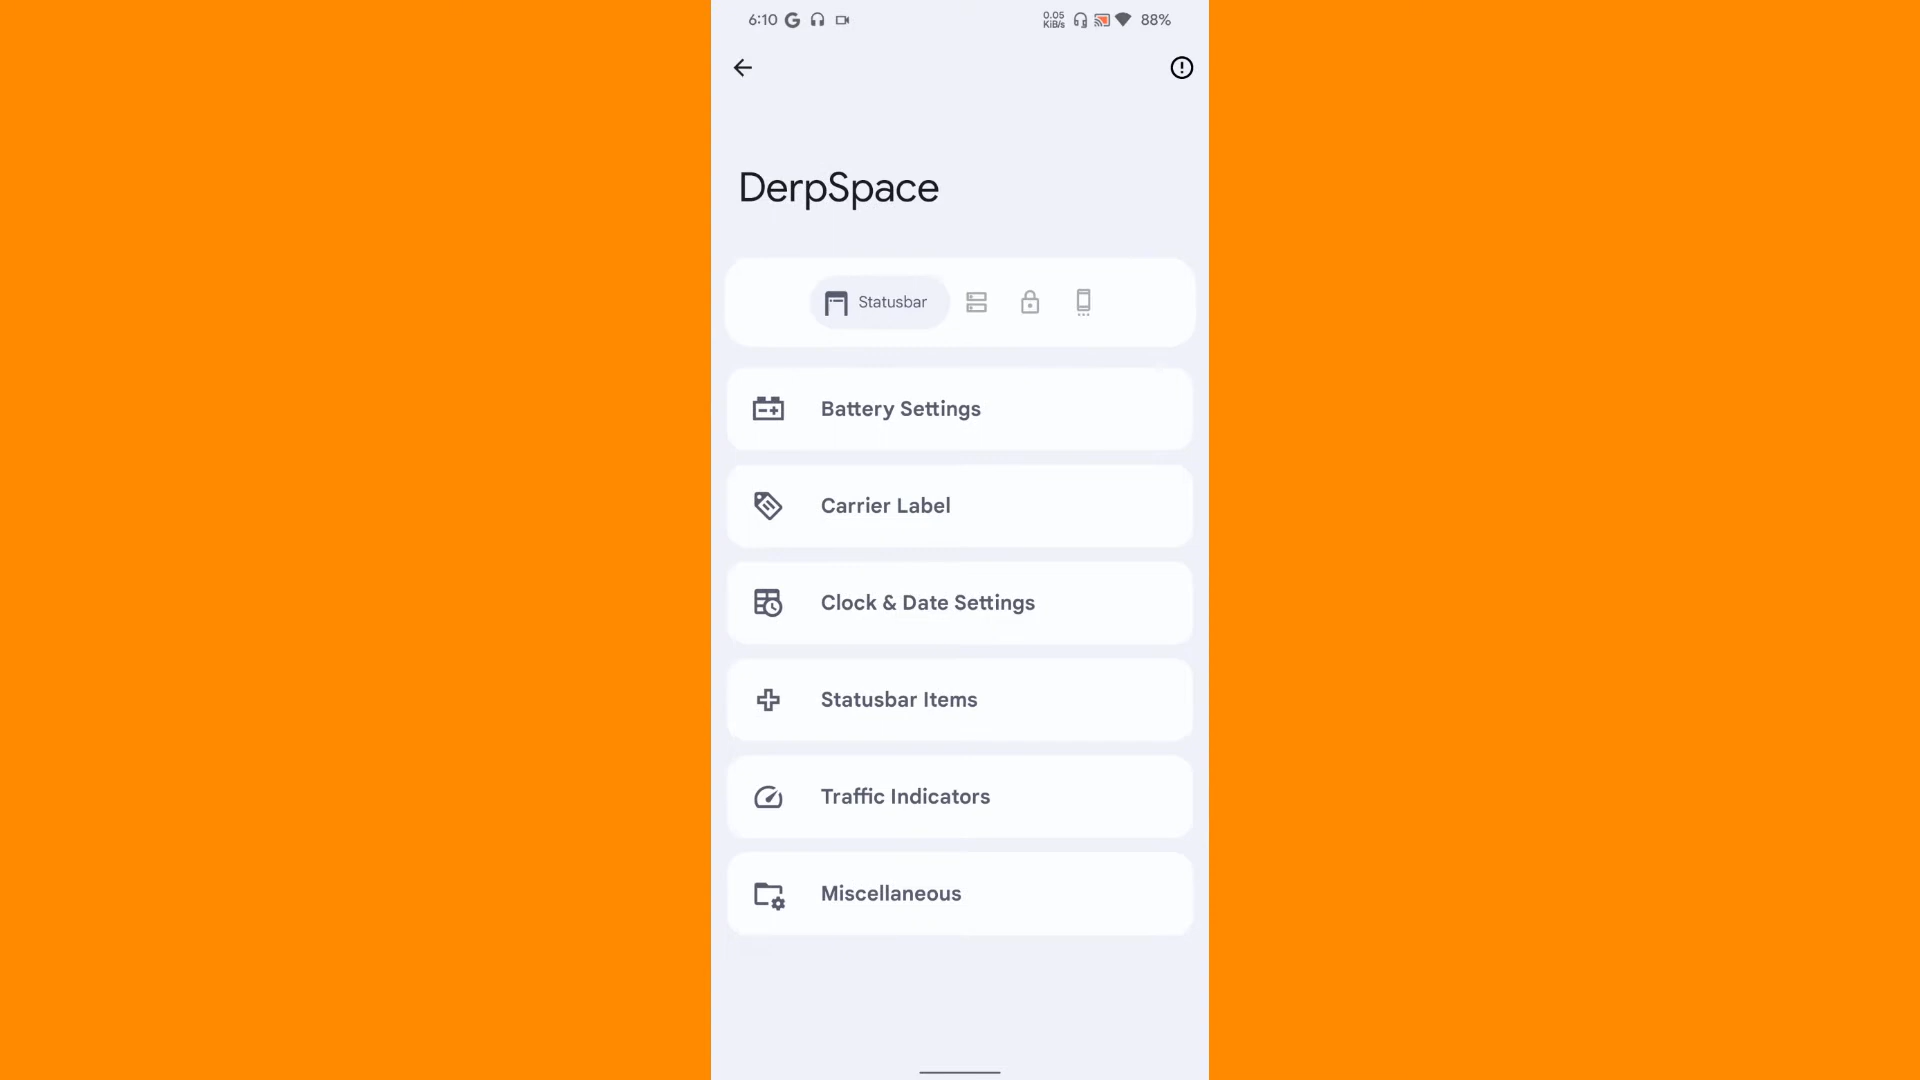 6:10
0.05
KiB/s
88%
DerpSpace
Statusbar
Battery Settings
Carrier Label
Clock & Date Settings
Statusbar Items
Traffic Indicators
Miscellaneous